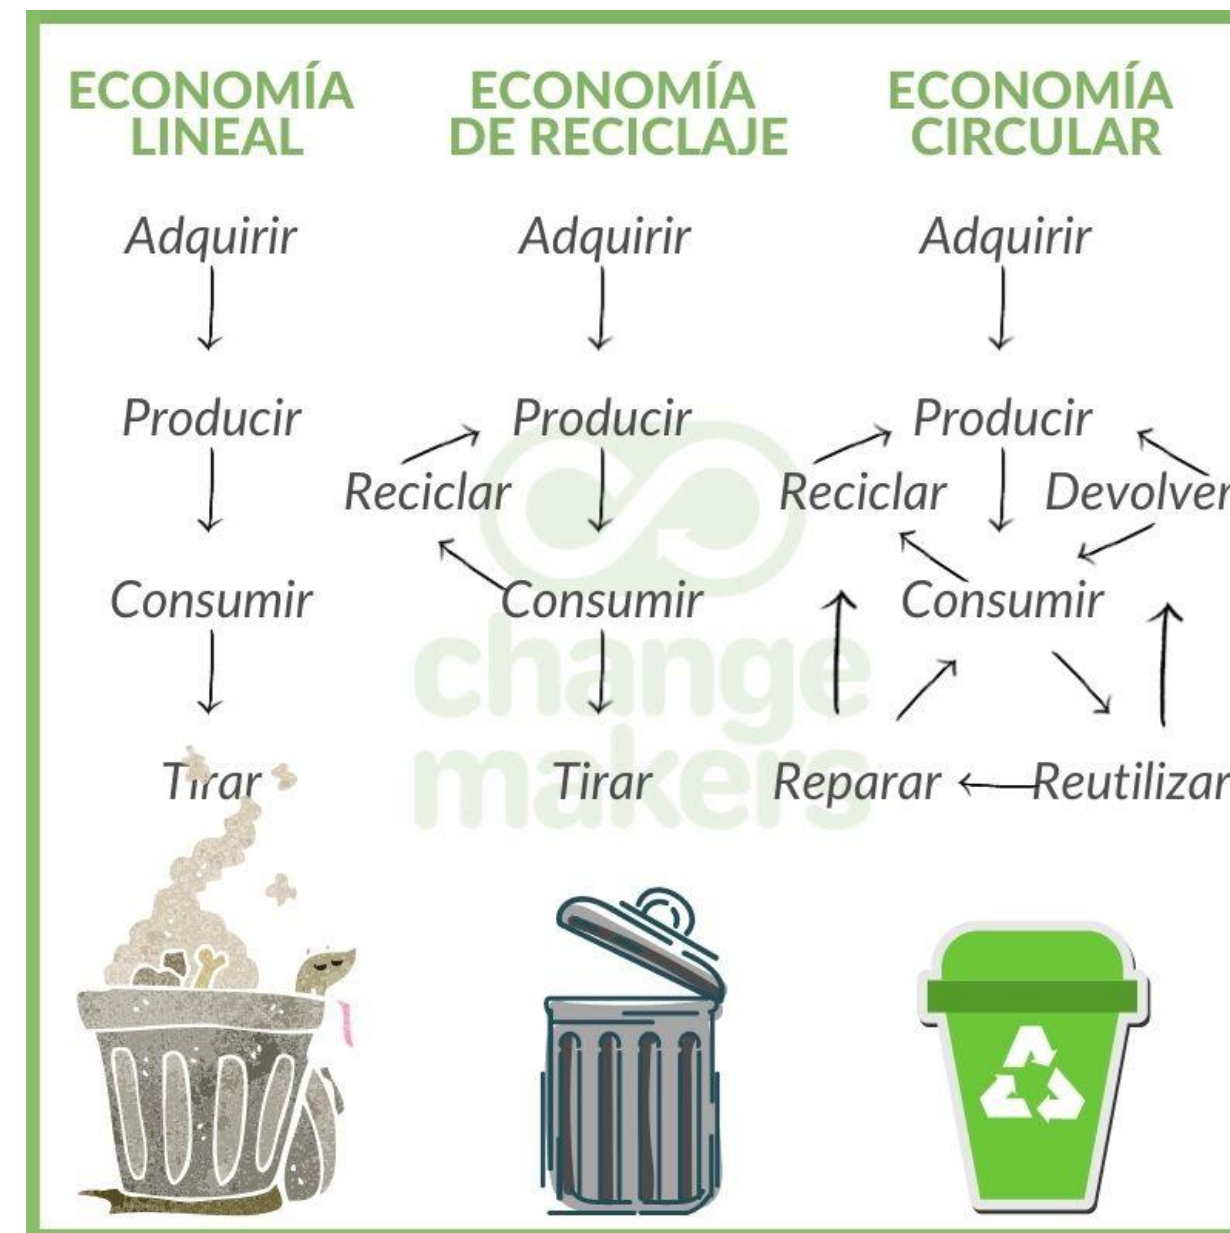 ECONOMÍA
LINEAL
Adquirir
Producir
Consumir
Tirar
ECONOMÍA
DE RECICLAJE
Adquirir
Producir
Reciclar
Consumir
Tirar
ECONOMÍA
CIRCULAR
Adquirir
Producir
Reciclar
Devolver
Consumir
Reparar
Reutilizar
change
makers